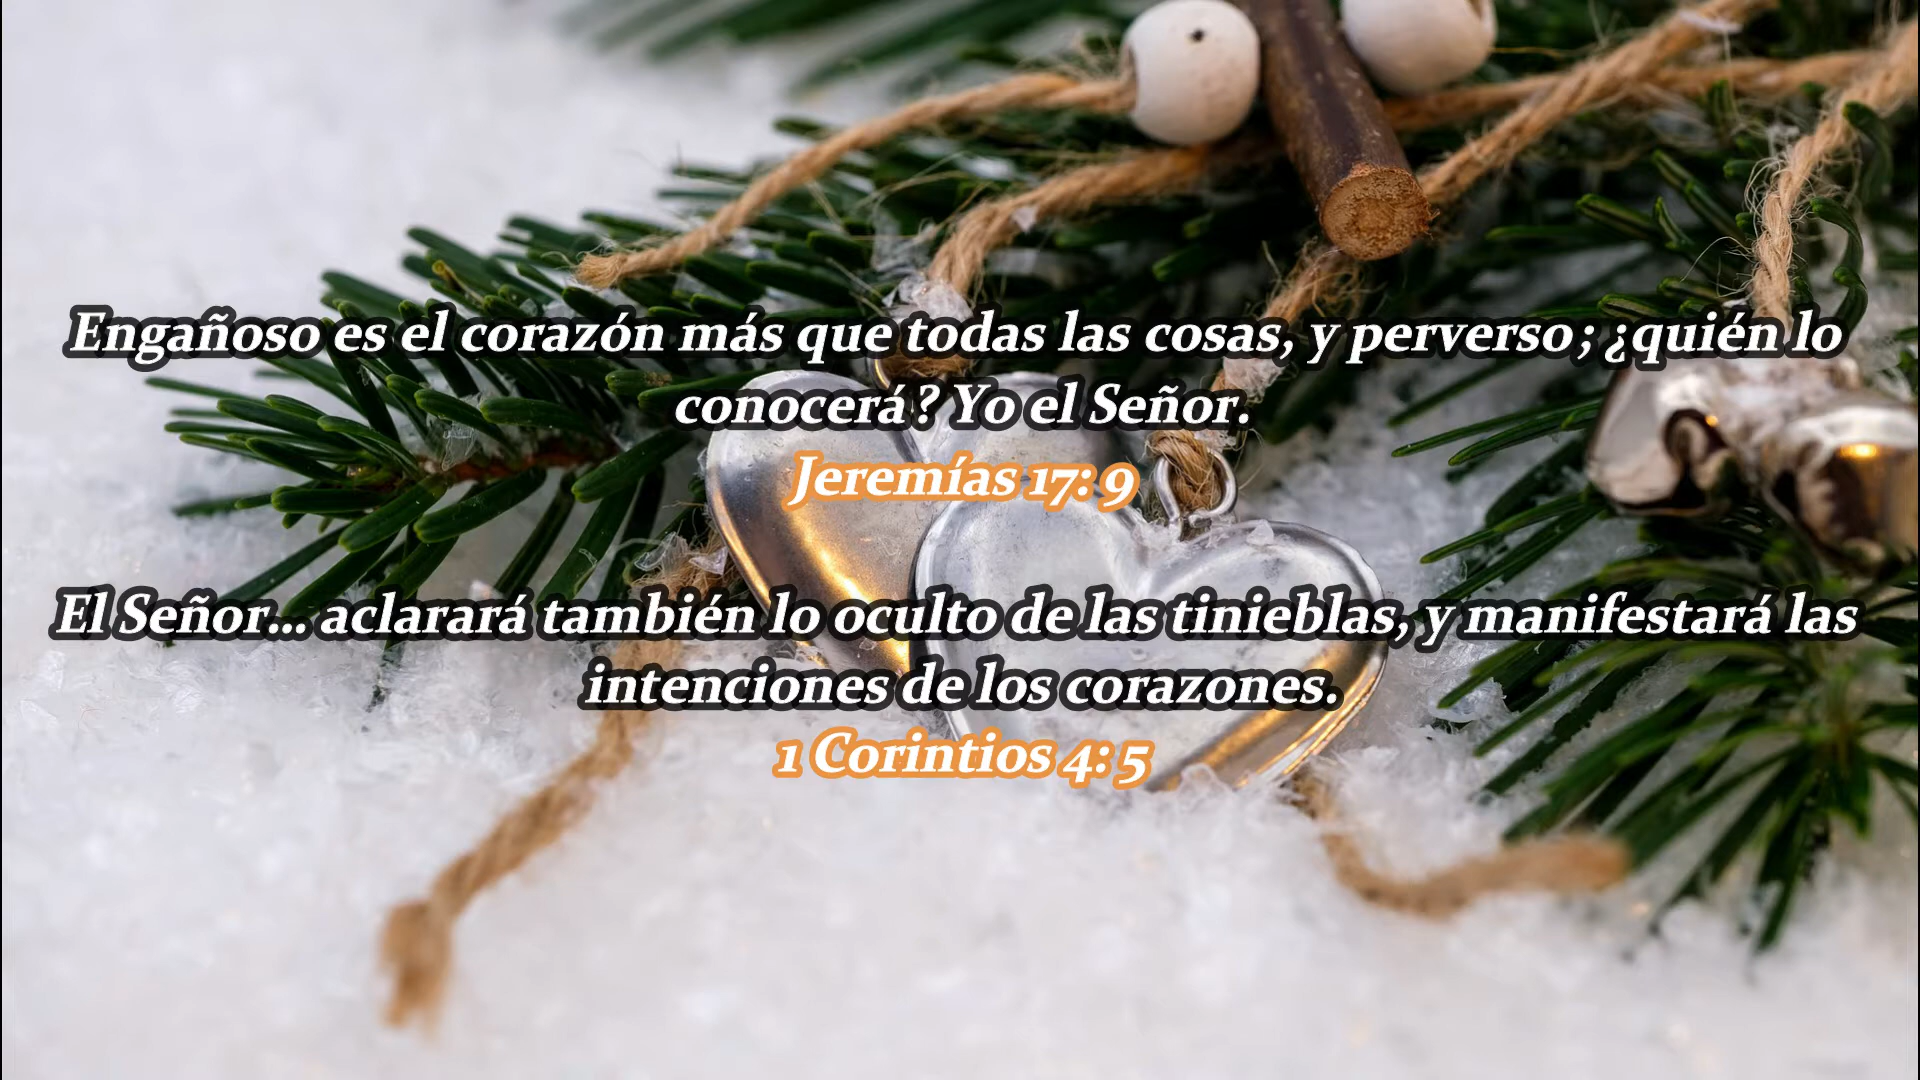 Engañoso es el corazón más que todas las cosas, y perverso; ¿quién lo
conocerá? Yo el Señor.
Jeremías 17: 9
El Señor... aclarará también lo oculto de las tinieblas, y manifestará las
intenciones de los corazones.
1 Corintios 4: 5